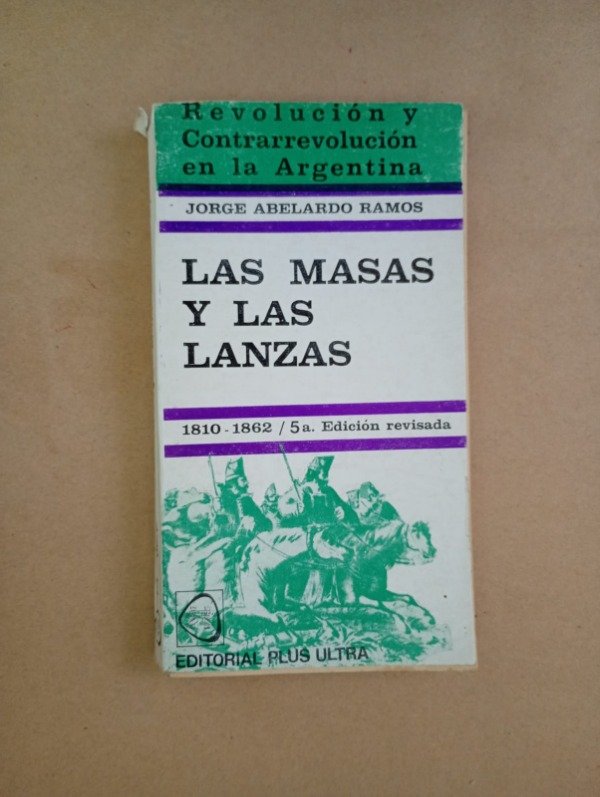 Revolución y
Contrarrevolución
en la Argentina
JORGE ABELARDO RAMOS
LAS MASAS
Y LAS
LANZAS
1810-1862 / 5a. Edición revisada
EDITORIAL PLUS ULTRA